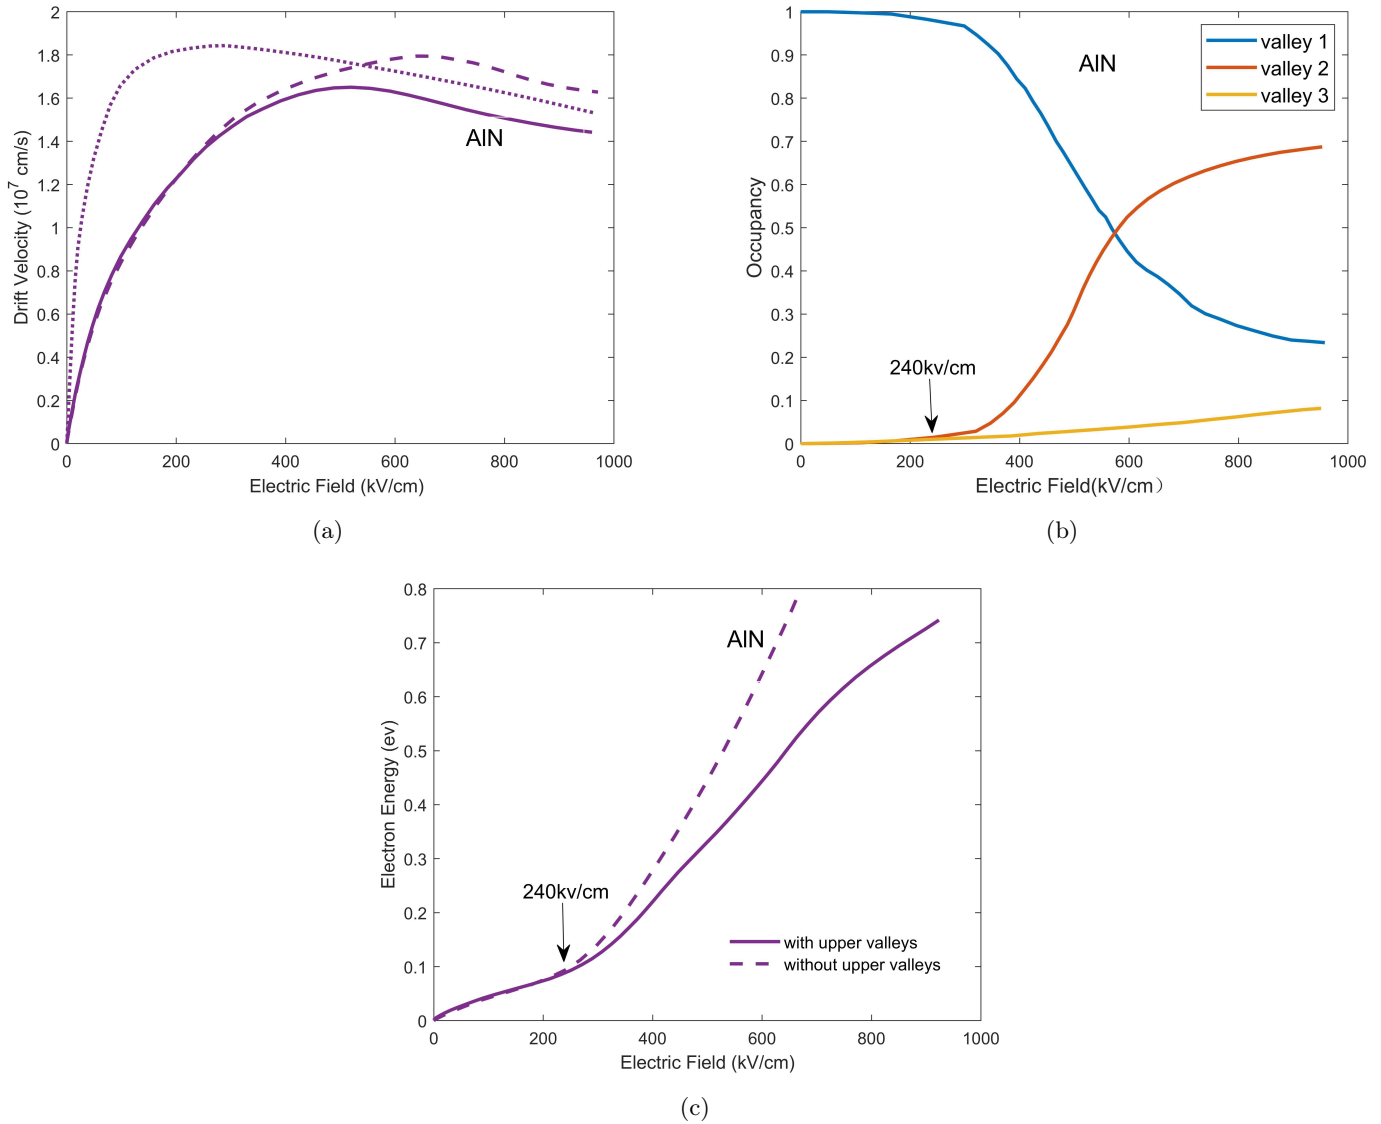 2
1.8
1.6
1.4
1.2
1
0.8
0.6
0.4
0.2
0
0 200 400 600 800 1000
Drift Velocity (10^7 cm/s)
Electric Field (kV/cm)
AlN
(a)
1
0.9
0.8
0.7
0.6
0.5
0.4
0.3
0.2
0.1
0
0 200 400 600 800 1000
Occupancy
Electric Field(kV/cm）
AlN
valley 1
valley 2
valley 3
240kv/cm
(b)
0.8
0.7
0.6
0.5
0.4
0.3
0.2
0.1
0
0 200 400 600 800 1000
Electron Energy (ev)
Electric Field (kV/cm)
AlN
240kv/cm
with upper valleys
without upper valleys
(c)